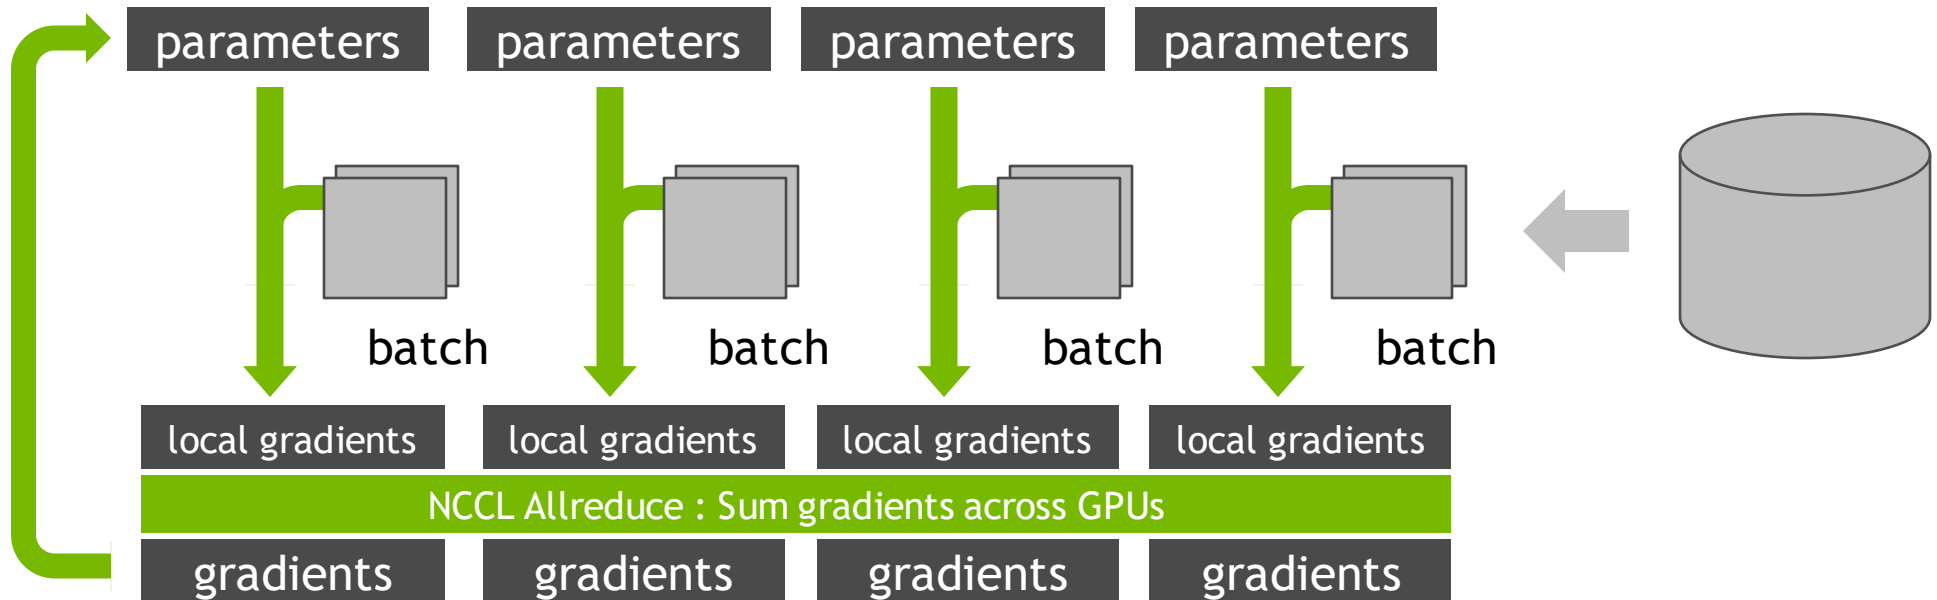 parameters parameters parameters parameters
batch batch batch batch
local gradients local gradients local gradients local gradients
NCCL Allreduce : Sum gradients across GPUs
gradients gradients gradients gradients